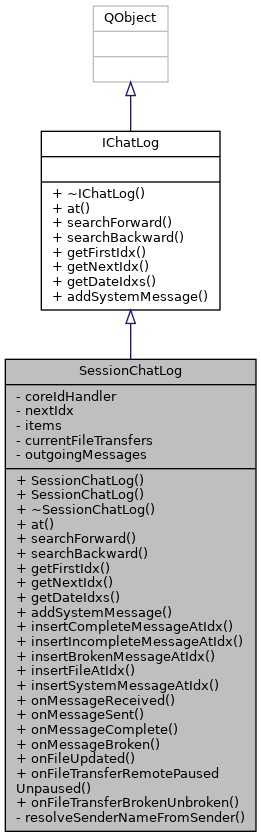 QObject
IChatLog
+ ~IChatLog()
+ at()
+ searchForward()
+ searchBackward()
+ getFirstIdx()
+ getNextIdx()
+ getDateIdxs()
+ addSystemMessage()
SessionChatLog
- coreIdHandler
- nextIdx
- items
- currentFileTransfers
- outgoingMessages
+ SessionChatLog()
+ SessionChatLog()
+ ~SessionChatLog()
+ at()
+ searchForward()
+ searchBackward()
+ getFirstIdx()
+ getNextIdx()
+ getDateIdxs()
+ addSystemMessage()
+ insertCompleteMessageAtIdx()
+ insertIncompleteMessageAtIdx()
+ insertBrokenMessageAtIdx()
+ insertFileAtIdx()
+ insertSystemMessageAtIdx()
+ onMessageReceived()
+ onMessageSent()
+ onMessageComplete()
+ onMessageBroken()
+ onFileUpdated()
+ onFileTransferRemotePaused
Unpaused()
+ onFileTransferBrokenUnbroken()
- resolveSenderNameFromSender()